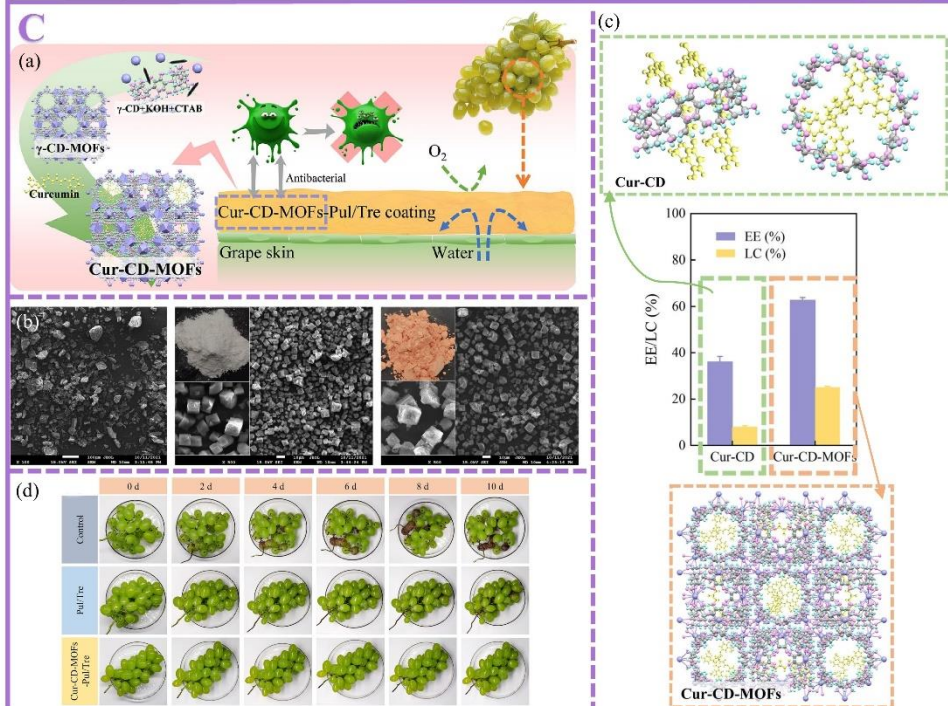 C
(a)
γ-CD+KOH+CTAB
γ-CD-MOFs
Curcumin
Cur-CD-MOFs
Antibacterial
O2
Cur-CD-MOFs-Pul/Tre coating
Grape skin
Water
(b)
(c)
Cur-CD
EE/LC (%)
100
80
60
40
20
0
EE (%)
LC (%)
Cur-CD
Cur-CD-MOFs
Cur-CD-MOFs
(d)
0 d
2 d
4 d
6 d
8 d
10 d
Control
Pul/Tre
Cur-CD-MOFs
-Pul/Tre